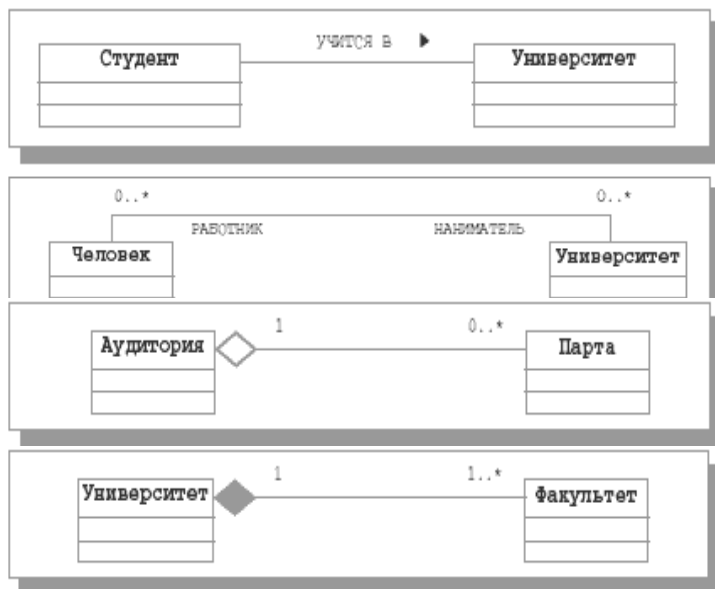 УЧИТСЯ В
Студент Университет
0..* 0..*
РАБОТНИК НАНИМАТЕЛЬ
Человек Университет
1 0..*
Аудитория Парта
1 1..*
Университет Факультет